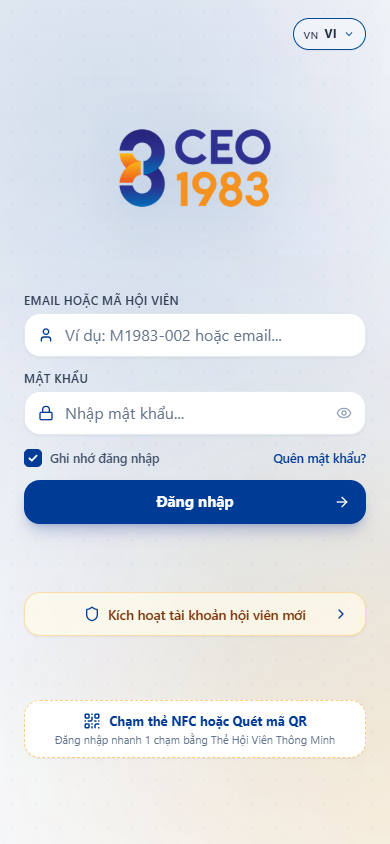 VN VI
CEO
1983
EMAIL HOẶC MÃ HỘI VIÊN
Ví dụ: M1983-002 hoặc email...
MẬT KHẨU
Nhập mật khẩu...
Ghi nhớ đăng nhập
Quên mật khẩu?
Đăng nhập
Kích hoạt tài khoản hội viên mới
Chạm thẻ NFC hoặc Quét mã QR
Đăng nhập nhanh 1 chạm bằng Thẻ Hội Viên Thông Minh